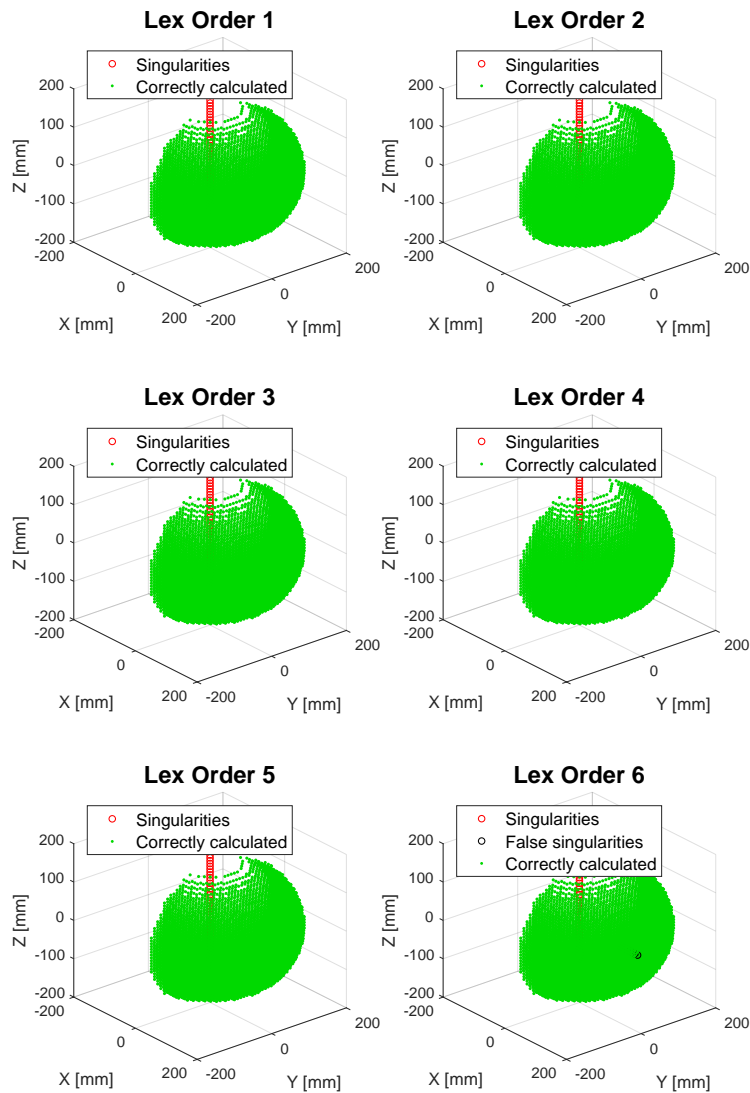 Lex Order 1
Singularities
Correctly calculated
200
100
0
-100
-200
Z [mm]
-200
0
200
X [mm]
-200
0
200
Y [mm]
Lex Order 2
Singularities
Correctly calculated
200
100
0
-100
-200
Z [mm]
-200
0
200
X [mm]
-200
0
200
Y [mm]
Lex Order 3
Singularities
Correctly calculated
200
100
0
-100
-200
Z [mm]
-200
0
200
X [mm]
-200
0
200
Y [mm]
Lex Order 4
Singularities
Correctly calculated
200
100
0
-100
-200
Z [mm]
-200
0
200
X [mm]
-200
0
200
Y [mm]
Lex Order 5
Singularities
Correctly calculated
200
100
0
-100
-200
Z [mm]
-200
0
200
X [mm]
-200
0
200
Y [mm]
Lex Order 6
Singularities
False singularities
Correctly calculated
200
100
0
-100
-200
Z [mm]
-200
0
200
X [mm]
-200
0
200
Y [mm]